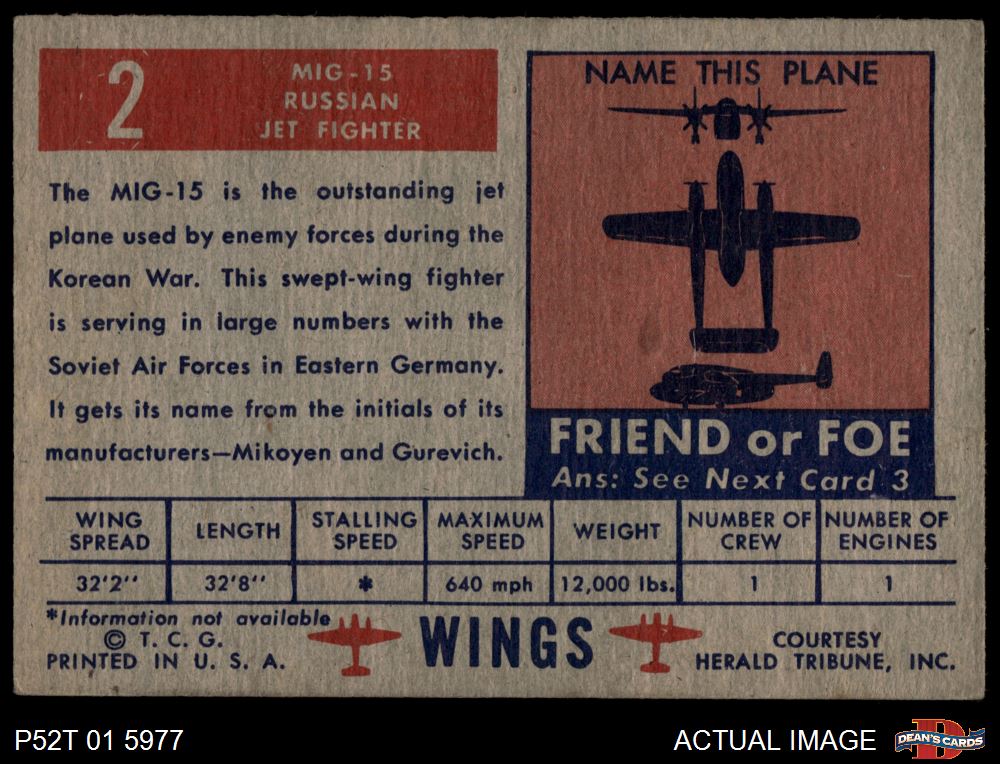 2
MIG-15
RUSSIAN
JET FIGHTER
The MIG-15 is the outstanding jet
plane used by enemy forces during the
Korean War. This swept-wing fighter
is serving in large numbers with the
Soviet Air Forces in Eastern Germany.
It gets its name from the initials of its
manufacturers—Mikoyen and Gurevich.
NAME THIS PLANE
FRIEND or FOE
Ans: See Next Card 3
WING SPREAD LENGTH STALLING SPEED MAXIMUM SPEED WEIGHT NUMBER OF CREW NUMBER OF ENGINES
32'2'' 32'8'' * 640 mph 12,000 lbs. 1 1
*Information not available
© T. C. G.
PRINTED IN U. S. A.
WINGS
COURTESY
HERALD TRIBUNE, INC.
P52T 01 5977
ACTUAL IMAGE
D
DEAN'S CARDS